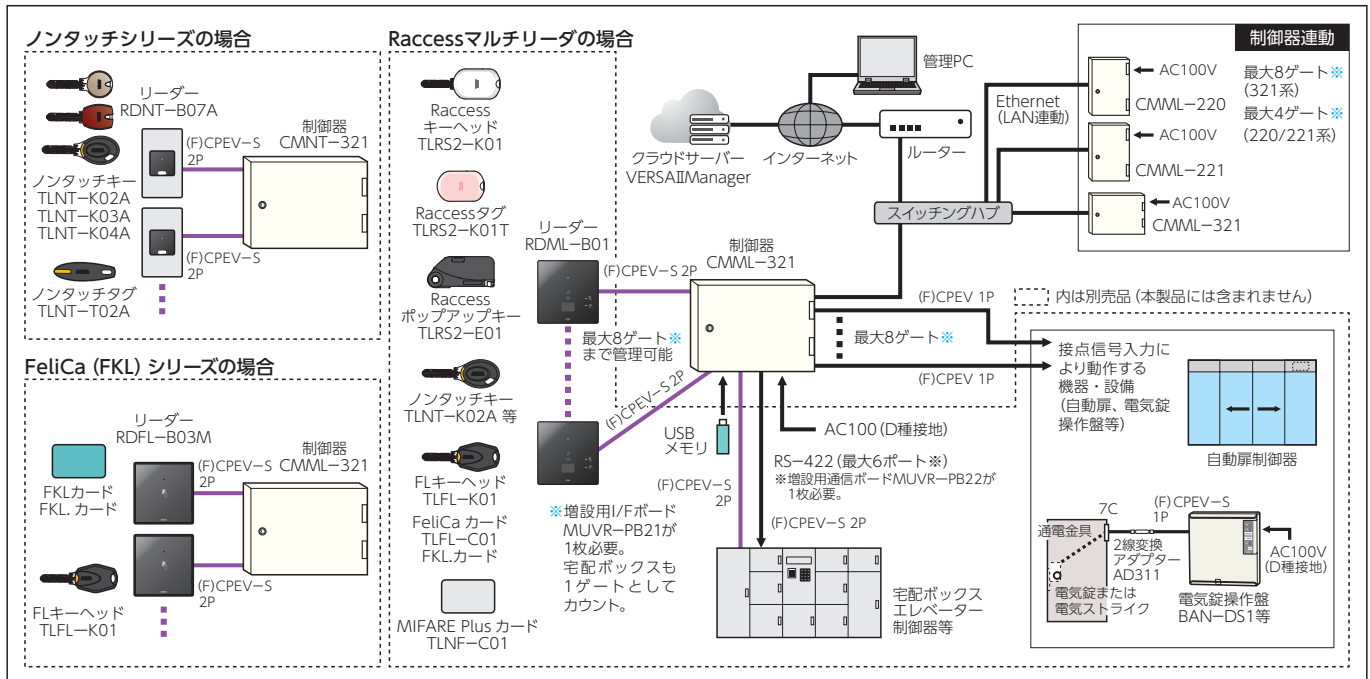 ノンタッチシリーズの場合
リーダー
RDNT−B07A
(F)CPEV−S
2P
制御器
CMNT−321
ノンタッチキー
TLNT−K02A
TLNT−K03A
TLNT−K04A
(F)CPEV−S
2P
ノンタッチタグ
TLNT−T02A
FeliCa（FKL）シリーズの場合
リーダー
RDFL−B03M
(F)CPEV−S
2P
制御器
CMML−321
FKLカード
FKL. カード
(F)CPEV−S
2P
FLキーヘッド
TLFL−K01
Raccessマルチリーダの場合
Raccess
キーヘッド
TLRS2−K01
Raccessタグ
TLRS2−K01T
Raccess
ポップアップキー
TLRS2−E01
ノンタッチキー
TLNT−K02A 等
FLキーヘッド
TLFL−K01
FeliCa カード
TLFL−C01
FKL.カード
MIFARE Plus カード
TLNF−C01
リーダー
RDML−B01
(F)CPEV−S 2P
最大8ゲート※
まで管理可能
(F)CPEV−S 2P
※増設用I/Fボード
MUVR−PB21が
1枚必要。
宅配ボックスも
1ゲートとして
カウント。
制御器
CMML−321
クラウドサーバー
VERSAⅡManager
インターネット
管理PC
ルーター
スイッチングハブ
Ethernet
(LAN連動)
制御器連動
AC100V
CMML−220
AC100V
CMML−221
AC100V
CMML−321
最大8ゲート※
(321系)
最大4ゲート※
(220/221系)
(F)CPEV 1P
最大8ゲート※
(F)CPEV 1P
USB
メモリ
AC100（D種接地）
RS−422（最大6ポート※）
※増設用通信ボードMUVR−PB22が
1枚必要。
(F)CPEV−S
2P
(F)CPEV−S 2P
宅配ボックス
エレベーター
制御器等
内は別売品（本製品には含まれません）
接点信号入力に
より動作する
機器・設備
(自動扉、電気錠
操作盤等)
自動扉制御器
通電金具
7C
2線変換
アダプター
AD311
(F)CPEV−S
1P
AC100V
(D種接地)
電気錠または
電気ストライク
電気錠操作盤
BAN−DS1等